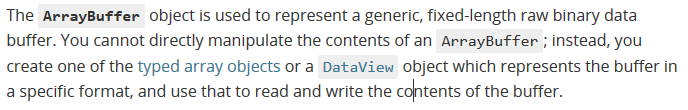 The ArrayBuffer object is used to represent a generic, fixed-length raw binary data
buffer. You cannot directly manipulate the contents of an ArrayBuffer; instead, you
create one of the typed array objects or a DataView object which represents the buffer in
a specific format, and use that to read and write the contents of the buffer.